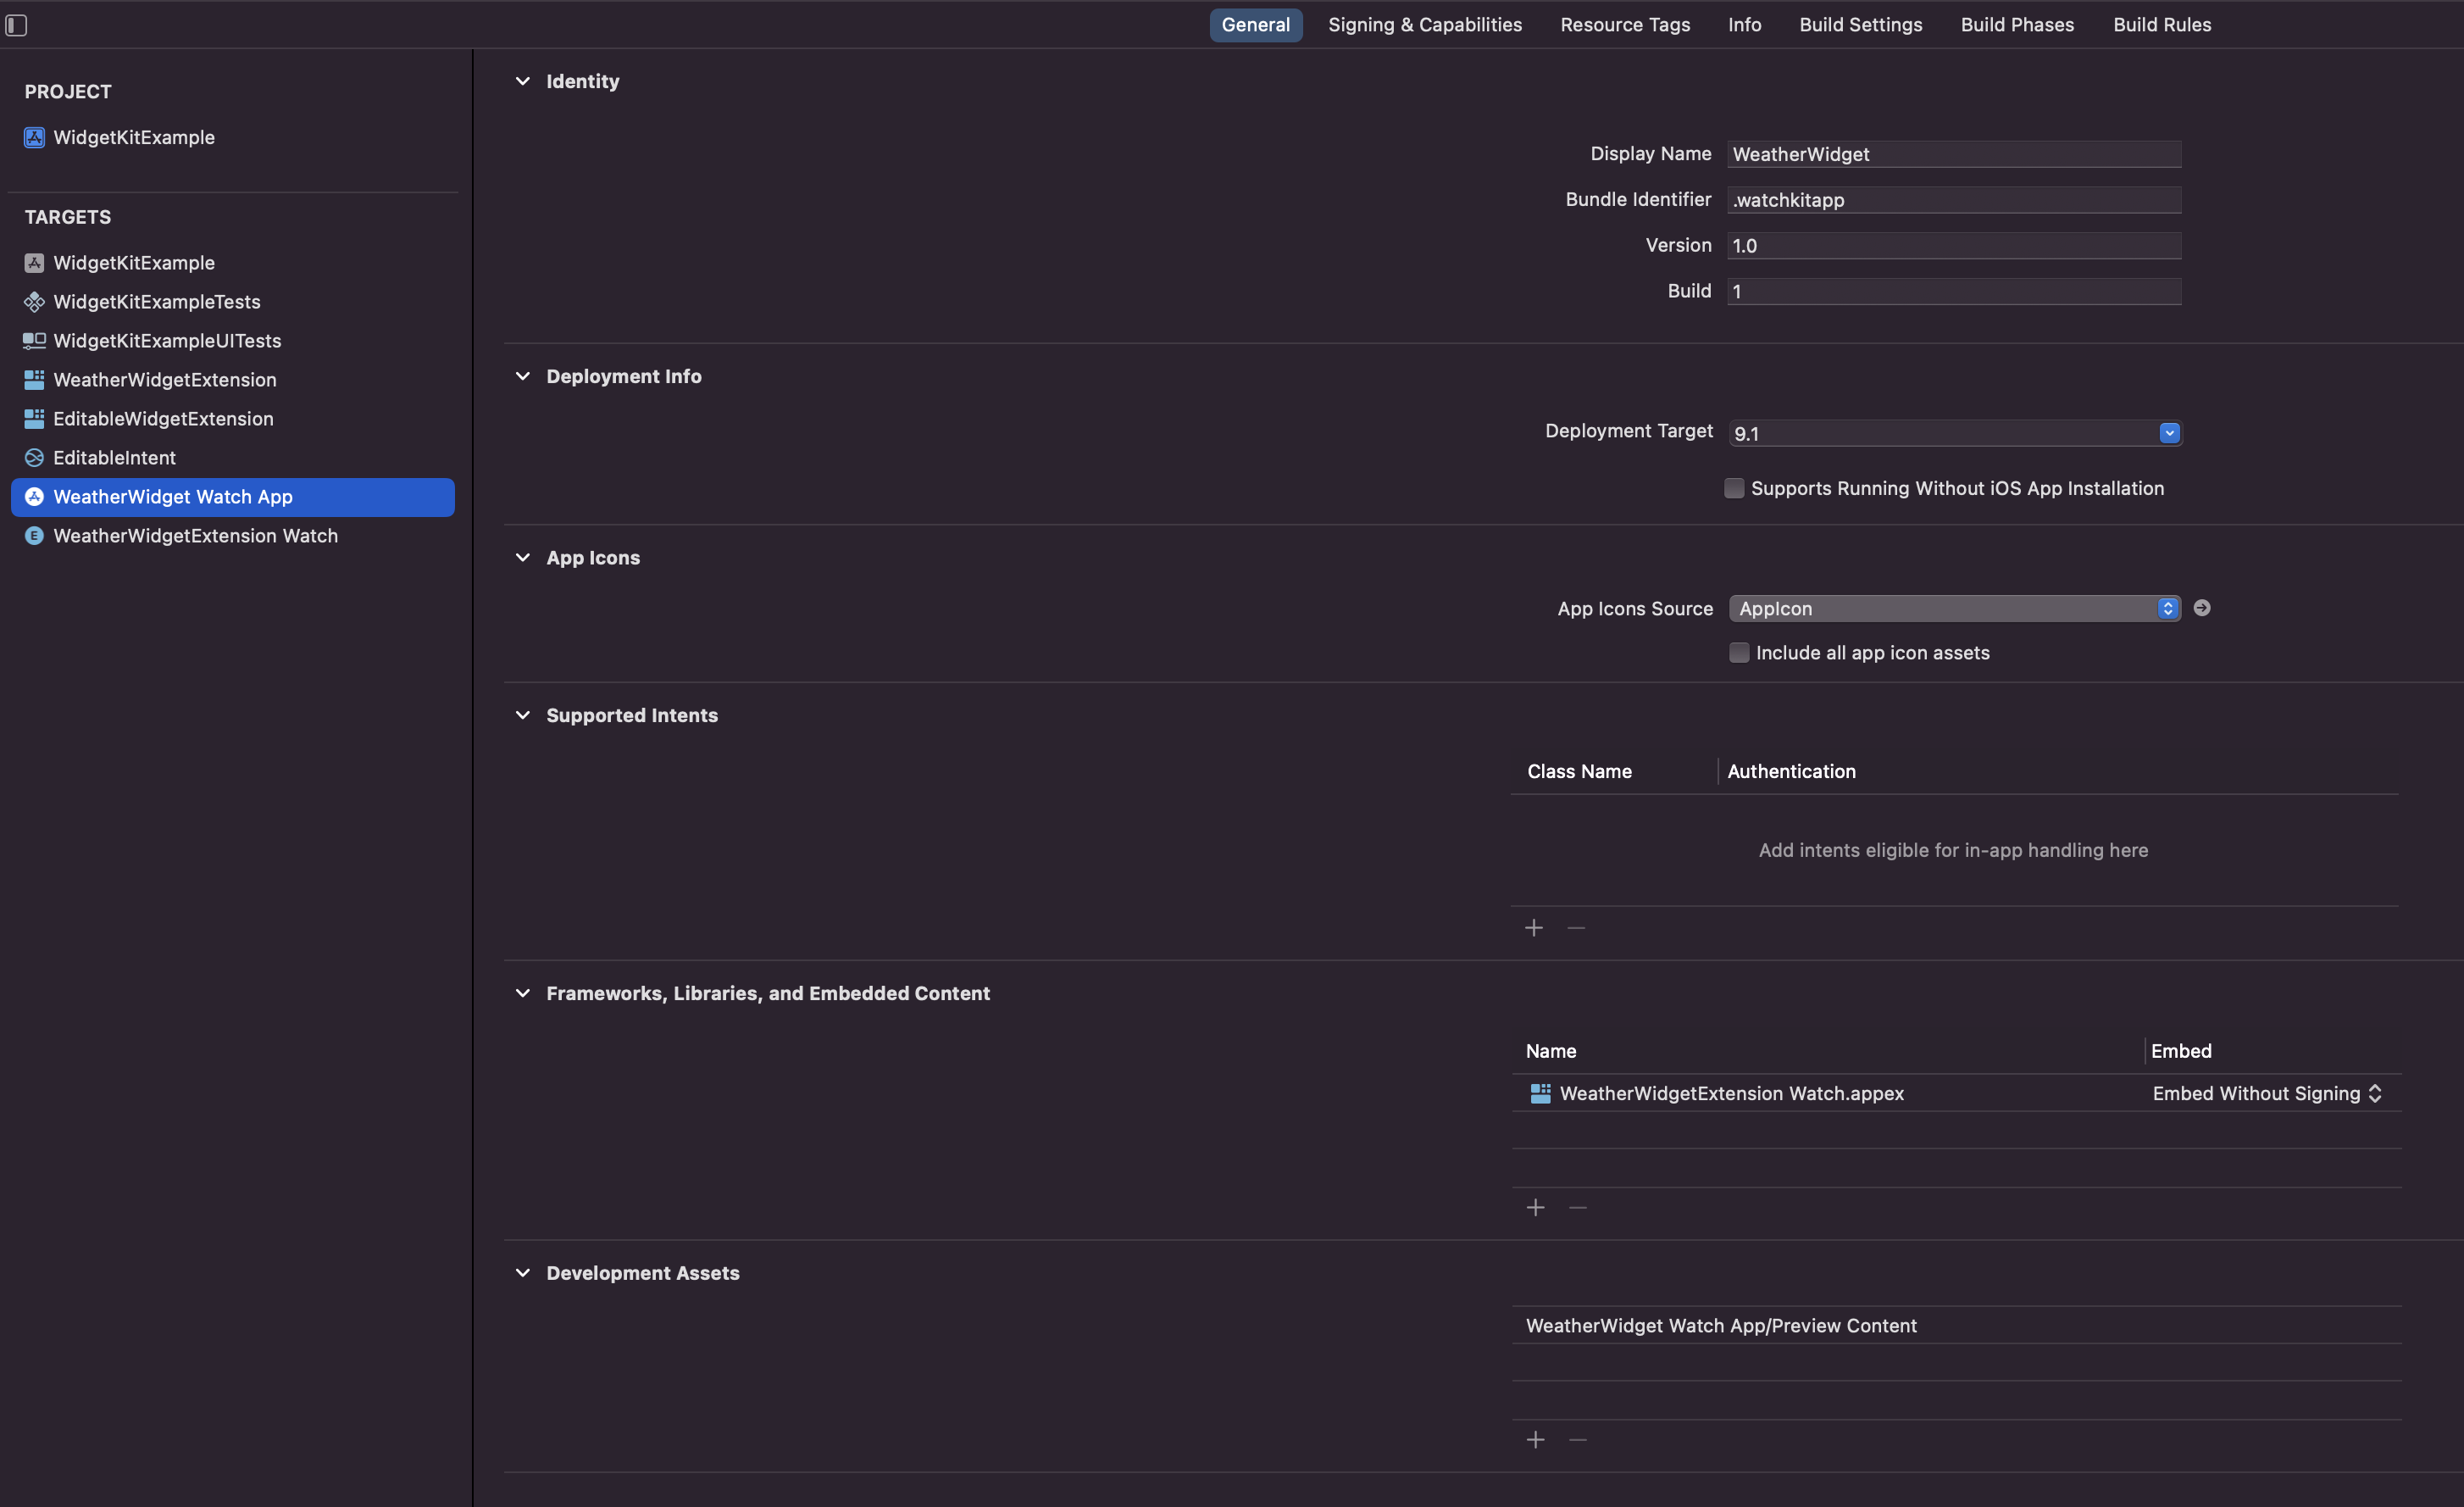 General Signing & Capabilities Resource Tags Info Build Settings Build Phases Build Rules
PROJECT
WidgetKitExample
TARGETS
WidgetKitExample
WidgetKitExampleTests
WidgetKitExampleUITests
WeatherWidgetExtension
EditableWidgetExtension
EditableIntent
WeatherWidget Watch App
E WeatherWidgetExtension Watch
Identity
Display Name WeatherWidget
Bundle Identifier .watchkitapp
Version 1.0
Build 1
Deployment Info
Deployment Target 9.1
Supports Running Without iOS App Installation
App Icons
App Icons Source AppIcon
Include all app icon assets
Supported Intents
Class Name Authentication
Add intents eligible for in-app handling here
Frameworks, Libraries, and Embedded Content
Name Embed
WeatherWidgetExtension Watch.appex Embed Without Signing
Development Assets
WeatherWidget Watch App/Preview Content